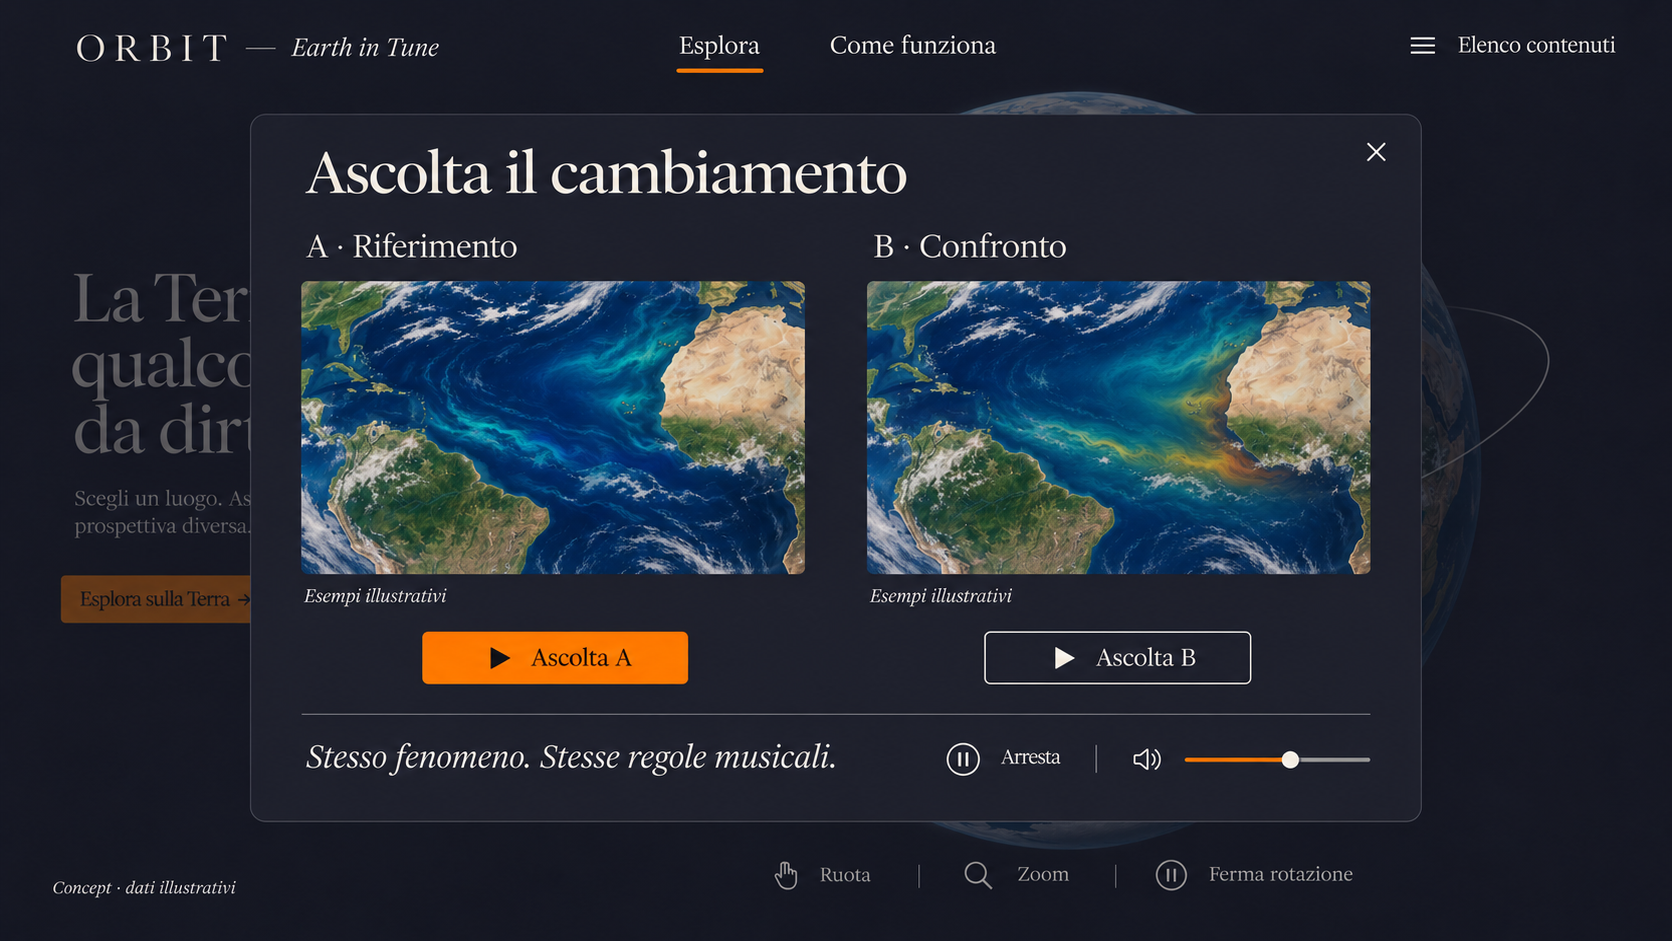 ORBIT — Earth in Tune
Esplora
Come funziona
Elenco contenuti
Ascolta il cambiamento
A · Riferimento
B · Confronto
Esempi illustrativi
Esempi illustrativi
Ascolta A
Ascolta B
Stesso fenomeno. Stesse regole musicali.
Arresta
La Ter
qualco
da dir
Scegli un luogo. As
prospettiva diversa.
Esplora sulla Terra →
Ruota
Zoom
Ferma rotazione
Concept · dati illustrativi